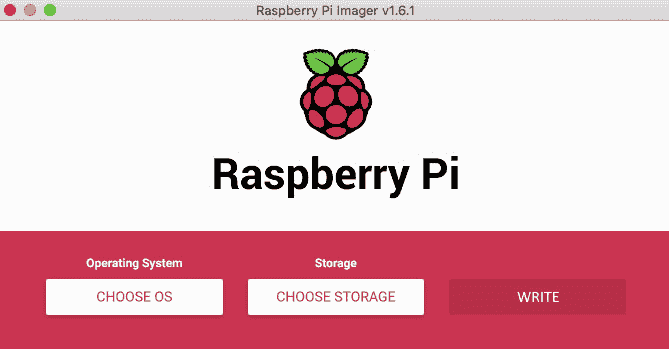 Raspberry Pi Imager v1.6.1
Raspberry Pi
Operating System
Storage
CHOOSE OS
CHOOSE STORAGE
WRITE